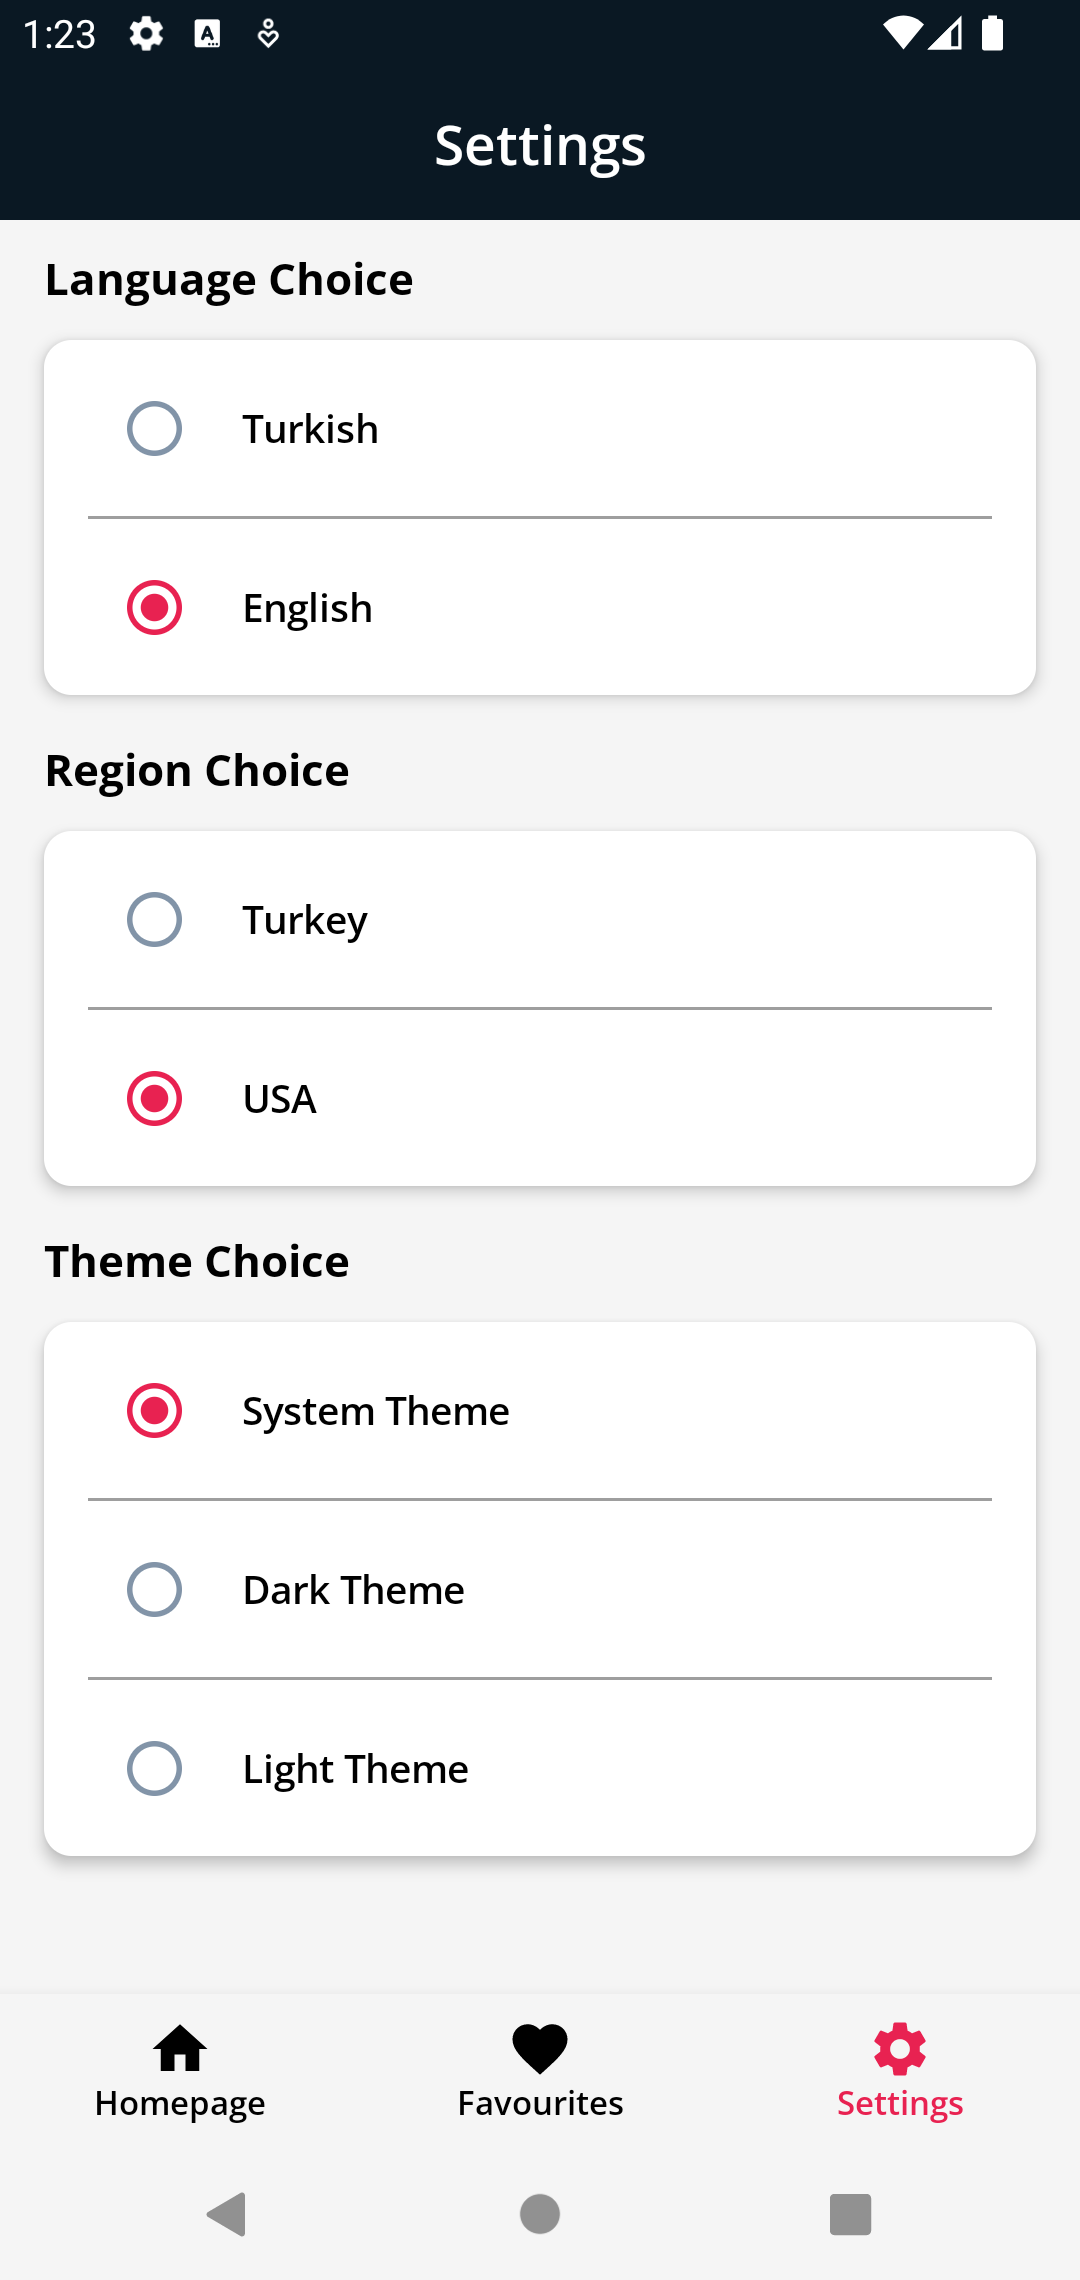 1:23
Settings
Language Choice
Turkish
English
Region Choice
Turkey
USA
Theme Choice
System Theme
Dark Theme
Light Theme
Homepage
Favourites
Settings